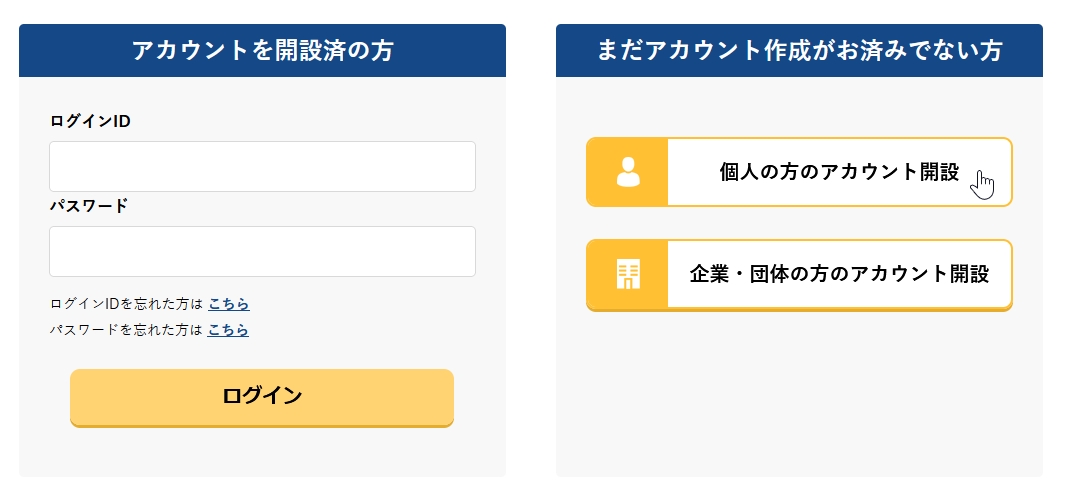 アカウントを開設済の方
ログインID
パスワード
ログインIDを忘れた方は こちら
パスワードを忘れた方は こちら
ログイン
まだアカウント作成がお済みでない方
個人の方のアカウント開設
企業・団体の方のアカウント開設